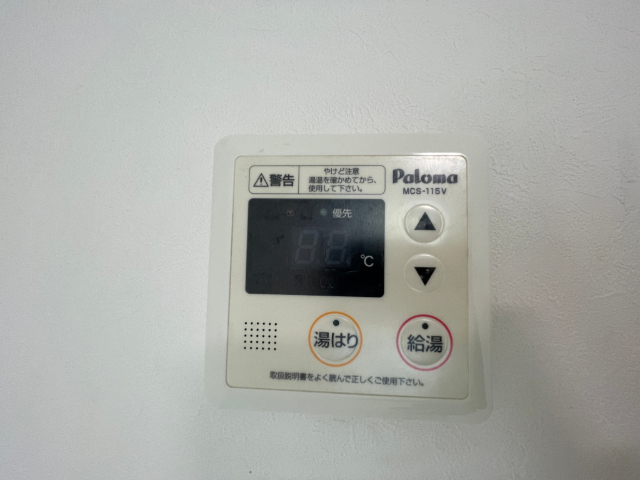 警告
やけど注意
湯温を確かめてから、
使用して下さい。
Paloma
MCS-115V
優先
℃
湯はり
給湯
取扱説明書をよく読んで正しくご使用下さい。